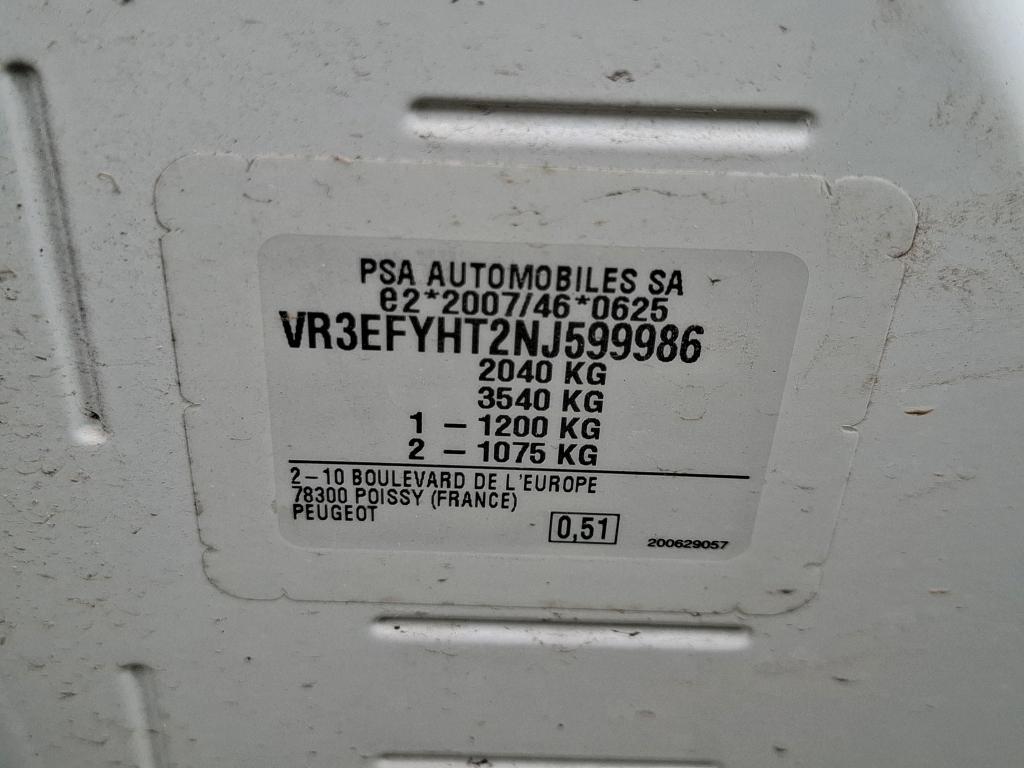 PSA AUTOMOBILES SA
e2*2007/46*0625
VR3EFYHT2NJ599986
2040 KG
3540 KG
1 – 1200 KG
2 – 1075 KG
2–10 BOULEVARD DE L'EUROPE
78300 POISSY (FRANCE)
PEUGEOT
0,51
200629057